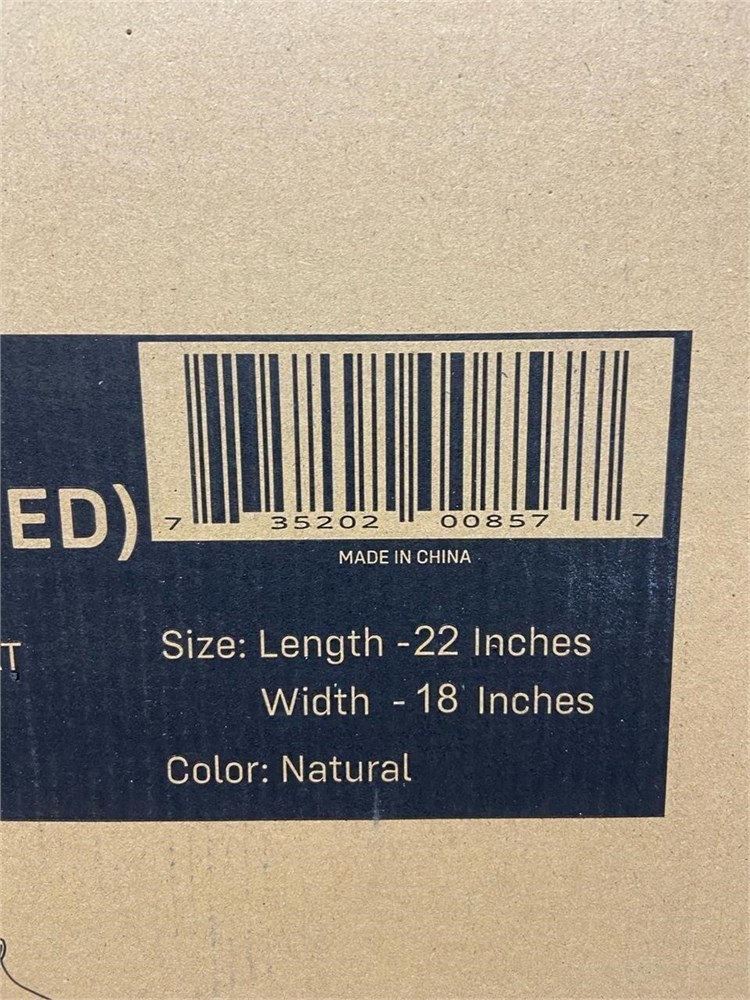 ED)
7 35202 00857 7
MADE IN CHINA
T
Size: Length -22 Inches
Width - 18 Inches
Color: Natural